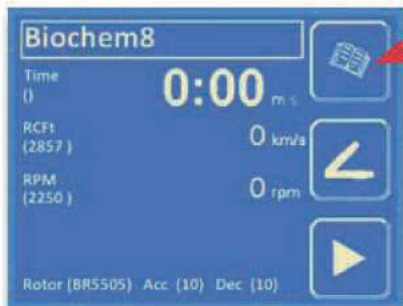 Biochem8
Time 0:00 m s
()
RCFt 0 km/s
(2857 )
RPM 0 rpm
(2250 )
Rotor (BR5505) Acc (10) Dec (10)